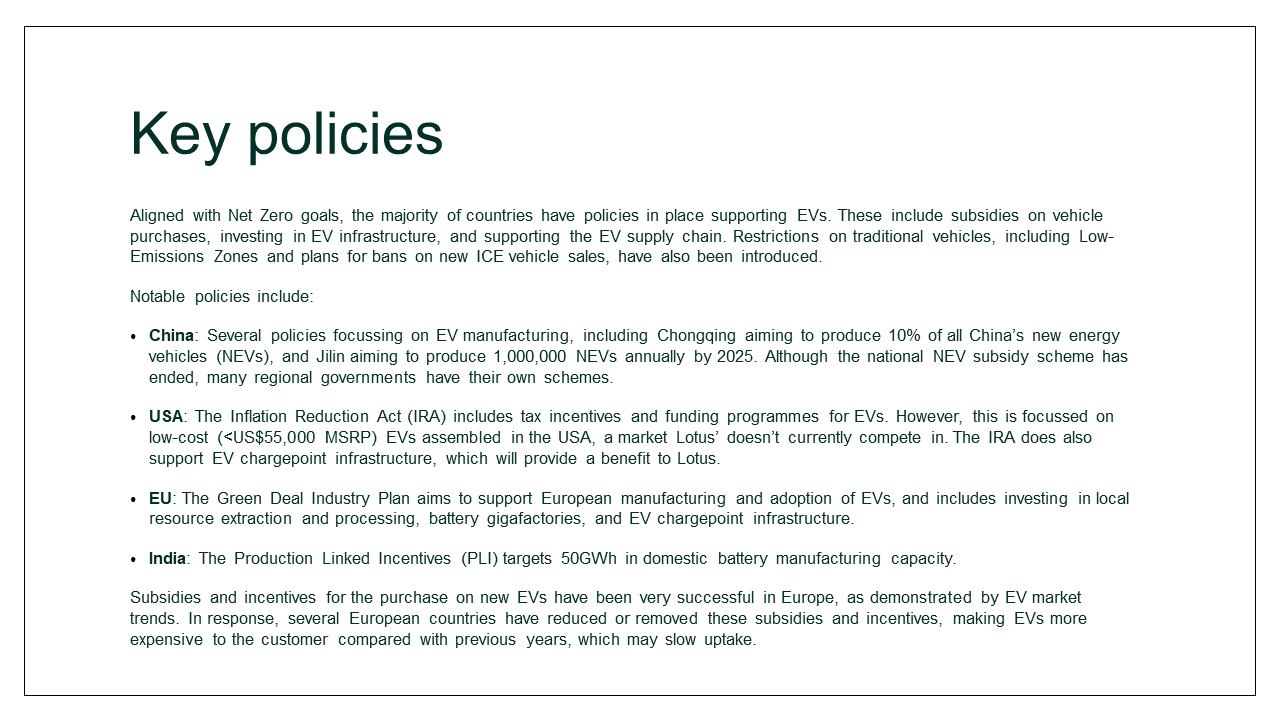 Key policies
Aligned with Net Zero goals, the majority of countries have policies in place supporting EVs. These include subsidies on vehicle
purchases, investing in EV infrastructure, and supporting the EV supply chain. Restrictions on traditional vehicles, including Low-
Emissions Zones and plans for bans on new ICE vehicle sales, have also been introduced.
Notable policies include:
• China: Several policies focussing on EV manufacturing, including Chongqing aiming to produce 10% of all China’s new energy
vehicles (NEVs), and Jilin aiming to produce 1,000,000 NEVs annually by 2025. Although the national NEV subsidy scheme has
ended, many regional governments have their own schemes.
• USA: The Inflation Reduction Act (IRA) includes tax incentives and funding programmes for EVs. However, this is focussed on
low-cost (<US$55,000 MSRP) EVs assembled in the USA, a market Lotus’ doesn’t currently compete in. The IRA does also
support EV chargepoint infrastructure, which will provide a benefit to Lotus.
• EU: The Green Deal Industry Plan aims to support European manufacturing and adoption of EVs, and includes investing in local
resource extraction and processing, battery gigafactories, and EV chargepoint infrastructure.
• India: The Production Linked Incentives (PLI) targets 50GWh in domestic battery manufacturing capacity.
Subsidies and incentives for the purchase on new EVs have been very successful in Europe, as demonstrated by EV market
trends. In response, several European countries have reduced or removed these subsidies and incentives, making EVs more
expensive to the customer compared with previous years, which may slow uptake.